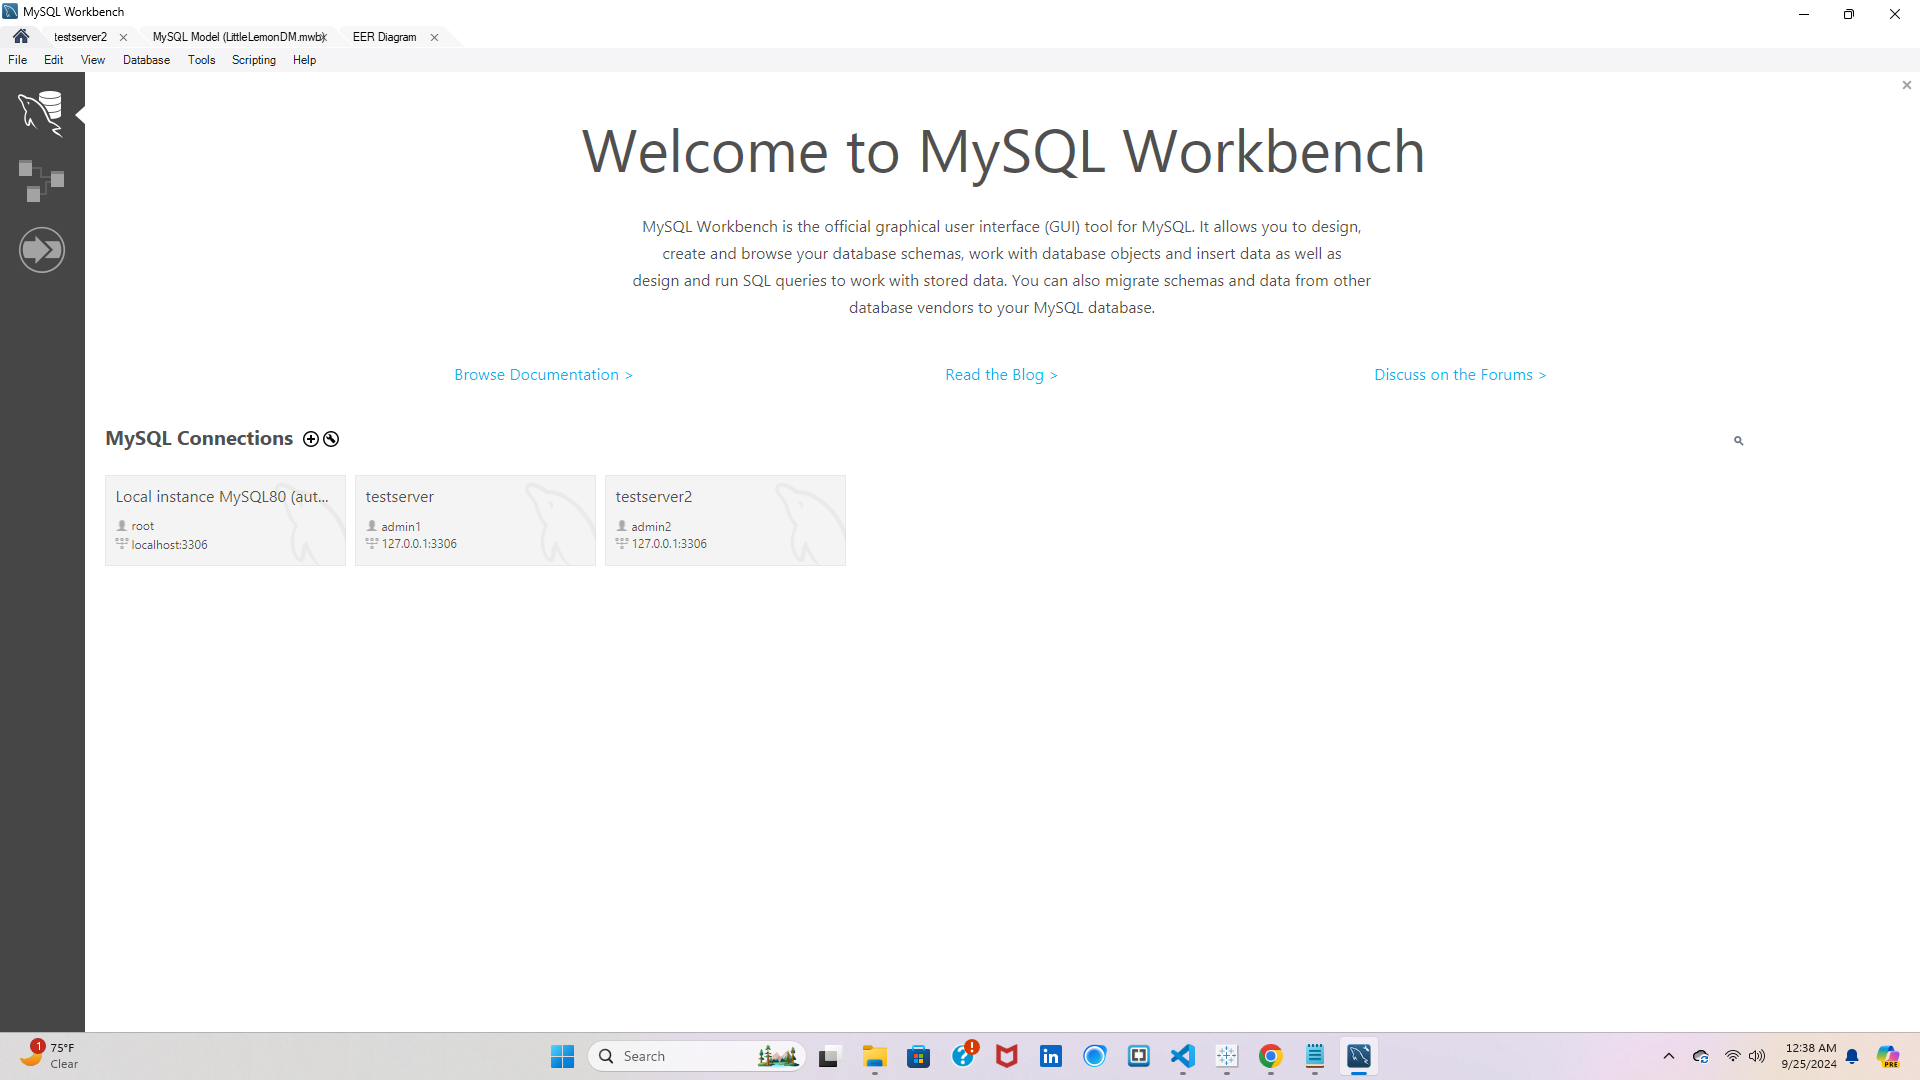 MySQL Workbench
testserver2
MySQL Model (LittleLemonDM.mwb)
EER Diagram
File Edit View Database Tools Scripting Help
Welcome to MySQL Workbench
MySQL Workbench is the official graphical user interface (GUI) tool for MySQL. It allows you to design,
create and browse your database schemas, work with database objects and insert data as well as
design and run SQL queries to work with stored data. You can also migrate schemas and data from other
database vendors to your MySQL database.
Browse Documentation >
Read the Blog >
Discuss on the Forums >
MySQL Connections
Local instance MySQL80 (aut...
root
localhost:3306
testserver
admin1
127.0.0.1:3306
testserver2
admin2
127.0.0.1:3306
1
75°F
Clear
Search
12:38 AM
9/25/2024
PRE